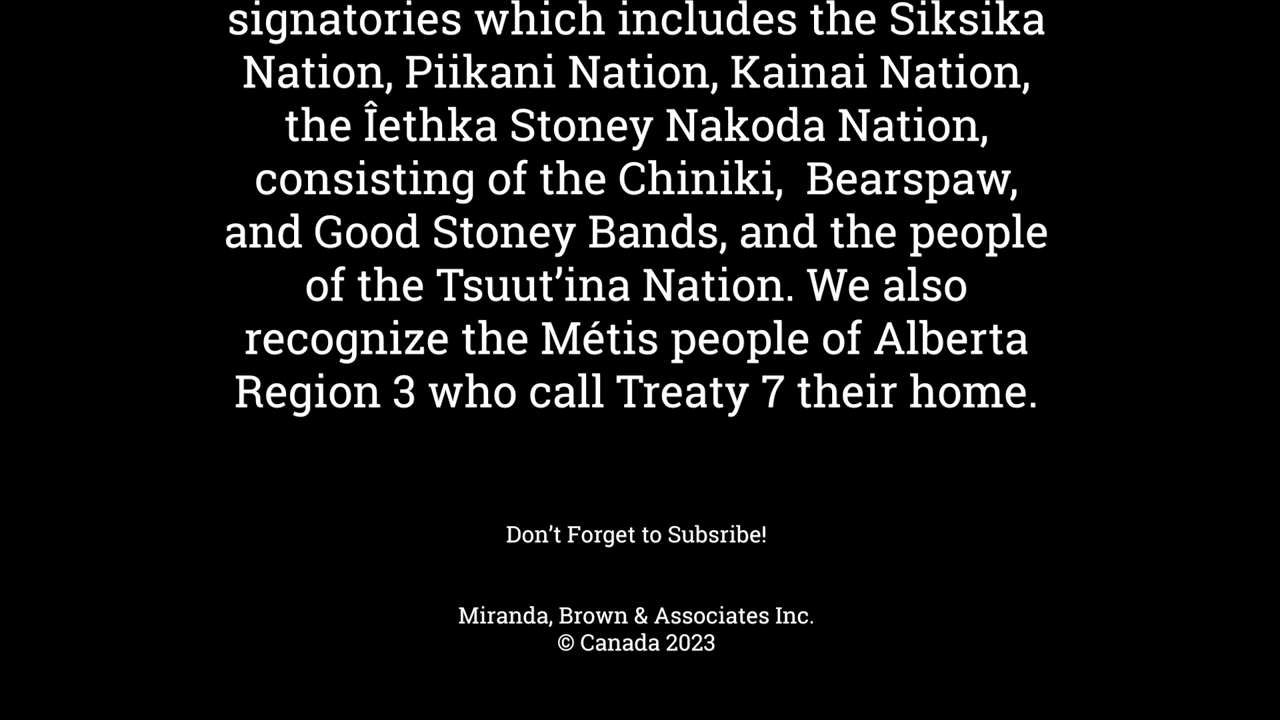 signatories which includes the Siksika
Nation, Piikani Nation, Kainai Nation,
the Îethka Stoney Nakoda Nation,
consisting of the Chiniki,  Bearspaw,
and Good Stoney Bands, and the people
of the Tsuut’ina Nation. We also
recognize the Métis people of Alberta
Region 3 who call Treaty 7 their home.
Don’t Forget to Subsribe!
Miranda, Brown & Associates Inc.
© Canada 2023